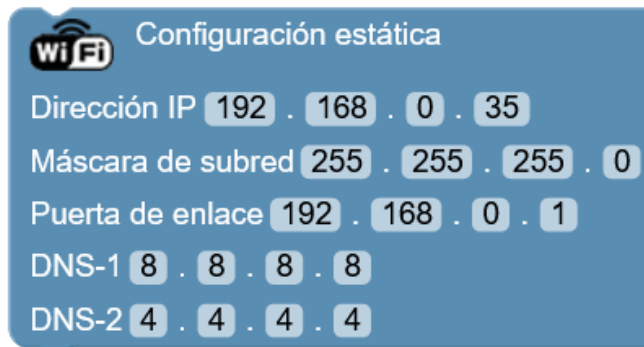 WiFi Configuración estática
Dirección IP 192 . 168 . 0 . 35
Máscara de subred 255 . 255 . 255 . 0
Puerta de enlace 192 . 168 . 0 . 1
DNS-1 8 . 8 . 8 . 8
DNS-2 4 . 4 . 4 . 4